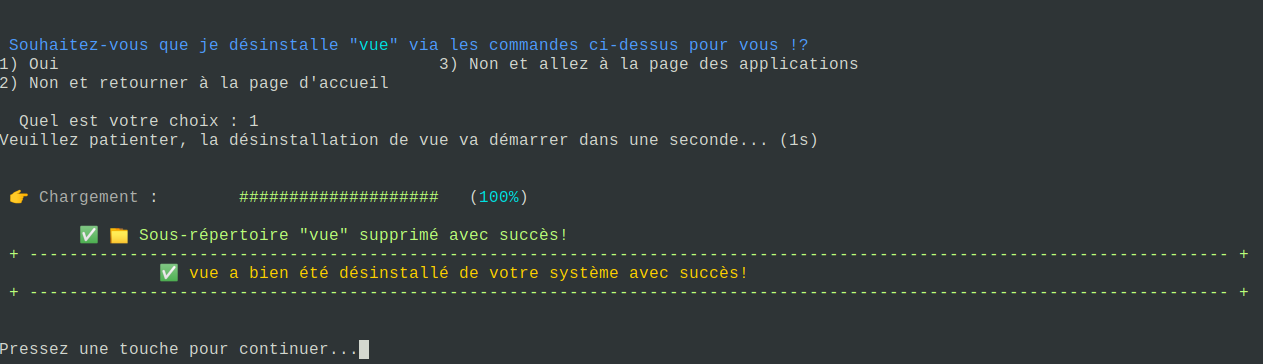 Souhaitez-vous que je désinstalle "vue" via les commandes ci-dessus pour vous !?
1) Oui 3) Non et allez à la page des applications
2) Non et retourner à la page d'accueil
Quel est votre choix : 1
Veuillez patienter, la désinstallation de vue va démarrer dans une seconde... (1s)
👉 Chargement : #################### (100%)
✅ 📁 Sous-répertoire "vue" supprimé avec succès!
+ ------------------------------------------------------------------------------------------------------------------------ +
✅ vue a bien été désinstallé de votre système avec succès!
+ ------------------------------------------------------------------------------------------------------------------------ +
Pressez une touche pour continuer...